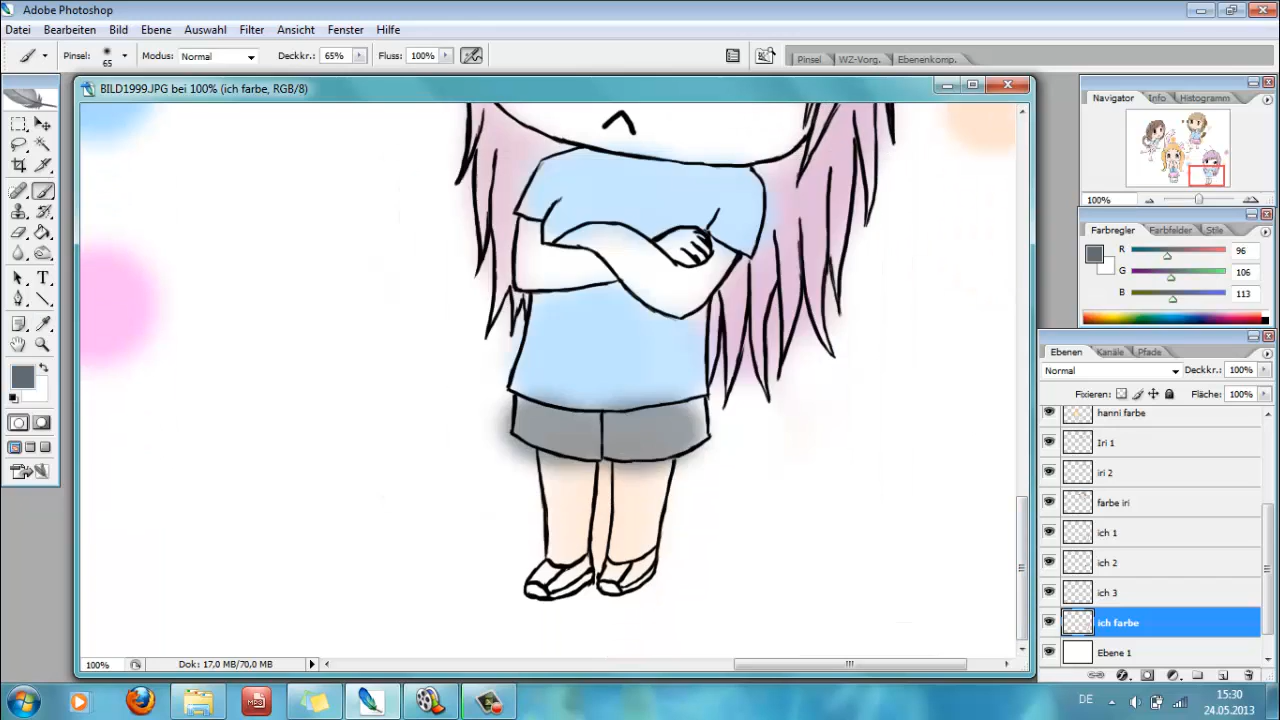 Adobe Photoshop
Datei Bearbeiten Bild Ebene Auswahl Filter Ansicht Fenster Hilfe
Pinsel: 65 Modus: Normal Deckkr.: 65% Fluss: 100% Pinsel WZ-Vorg. Ebenenkomp.
BILD1999.JPG bei 100% (ich farbe, RGB/8)
Navigator Info Histogramm
100%
Farbregler Farbfelder Stile
R 96
G 106
B 113
Ebenen Kanäle Pfade
Normal Deckkr.: 100%
Fixieren: Fläche: 100%
hanni farbe
Iri 1
iri 2
farbe iri
ich 1
ich 2
ich 3
ich farbe
Ebene 1
100% Dok: 17,0 MB/70,0 MB
DE 15:30
24.05.2013